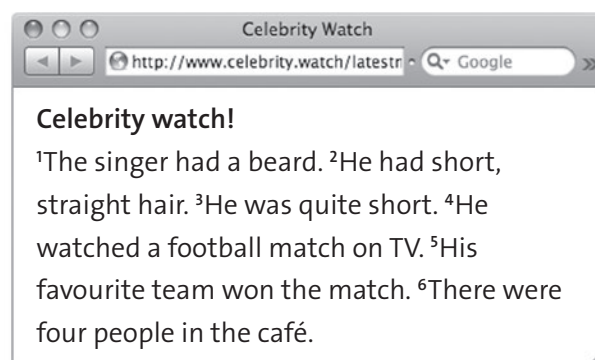 Celebrity Watch
http://www.celebrity.watch/latestr
Google
Celebrity watch!
¹The singer had a beard. ²He had short,
straight hair. ³He was quite short. ⁴He
watched a football match on TV. ⁵His
favourite team won the match. ⁶There were
four people in the café.